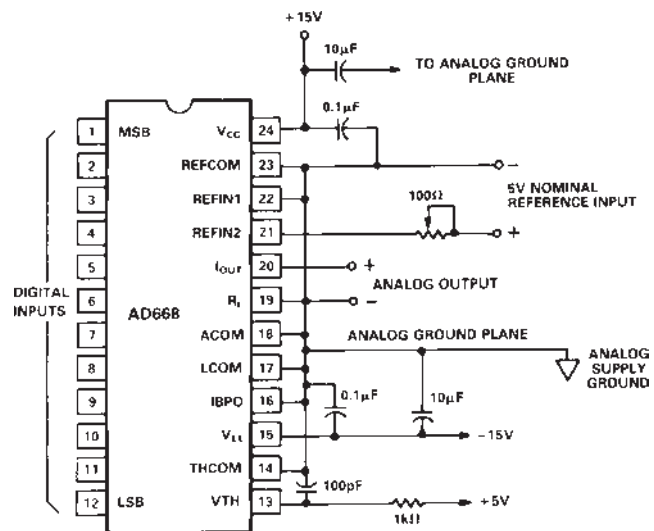 +15V
10µF
TO ANALOG GROUND
PLANE
0.1µF
1 MSB
2
3
4
5
6
7
8
9
10
11
12 LSB
DIGITAL
INPUTS
AD668
VCC 24
REFCOM 23
REFIN1 22
REFIN2 21
IOUT 20
RL 19
ACOM 18
LCOM 17
IBPO 16
VEE 15
THCOM 14
VTH 13
−
5V NOMINAL
REFERENCE INPUT
100Ω
+
+
ANALOG OUTPUT
−
ANALOG GROUND PLANE
ANALOG
SUPPLY
GROUND
0.1µF
10µF
−15V
100pF
1kΩ
+5V